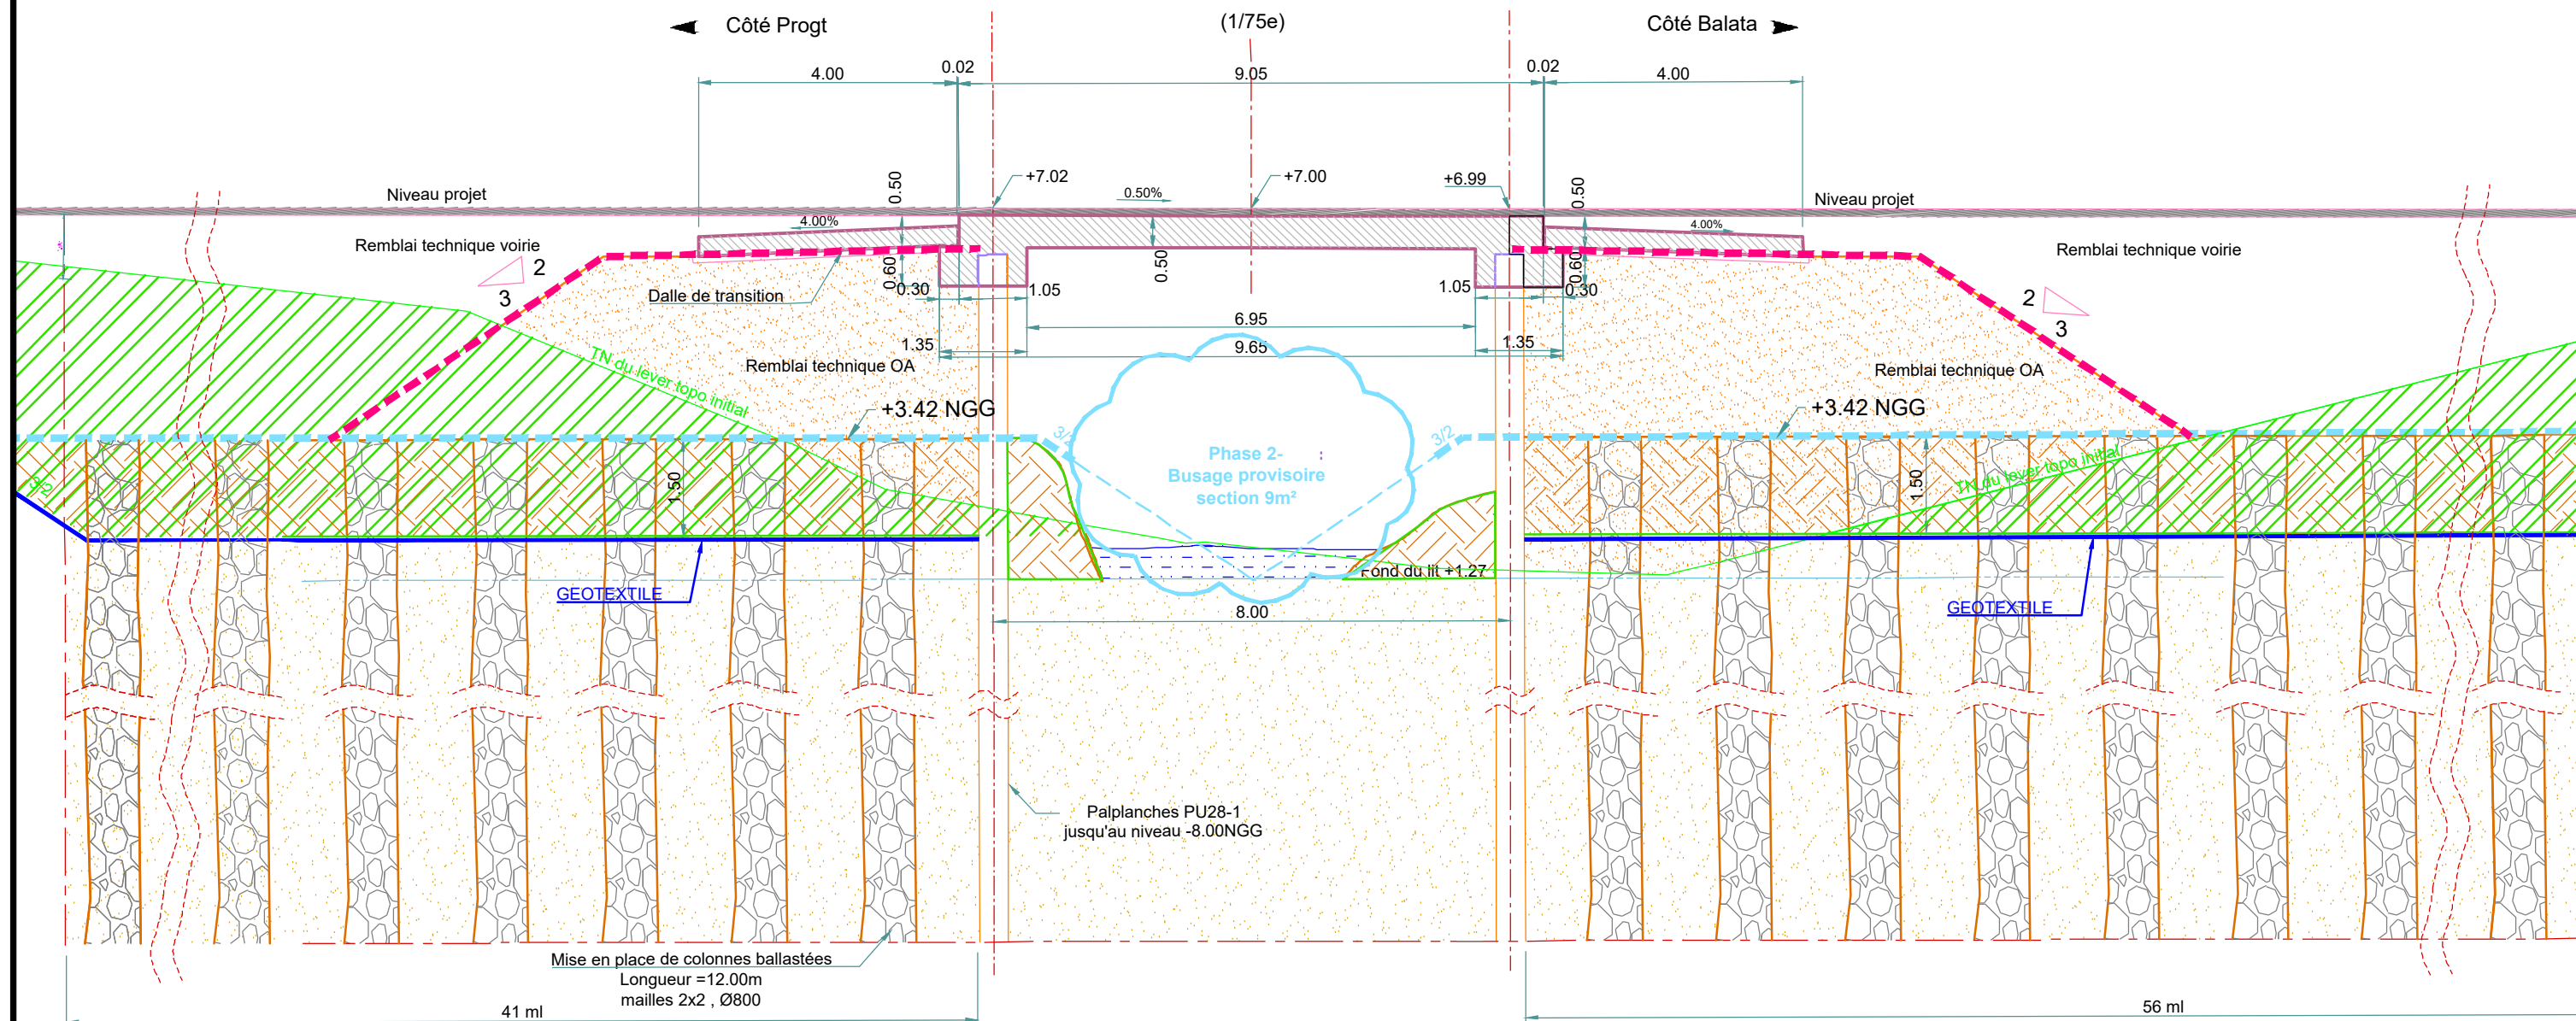 Côté Progt
(1/75e)
Côté Balata
4.00
0.02
9.05
0.02
4.00
Niveau projet
0.50
+7.02
0.50%
+7.00
+6.99
0.50
Niveau projet
4.00%
4.00%
Remblai technique voirie
Remblai technique voirie
2
3
0.60
0.50
0.60
2
3
Dalle de transition
0.30
1.05
1.05
0.30
6.95
1.35
9.65
1.35
TN du lever topo initial
Remblai technique OA
Remblai technique OA
+3.42 NGG
+3.42 NGG
3/2
3/2
Phase 2-
Busage provisoire
section 9m²
3/2
1.50
1.50
TN du lever topo initial
Fond du lit +1.27
GEOTEXTILE
GEOTEXTILE
8.00
Palplanches PU28-1
jusqu'au niveau -8.00NGG
Mise en place de colonnes ballastées
Longueur =12.00m
mailles 2x2 , Ø800
41 ml
56 ml